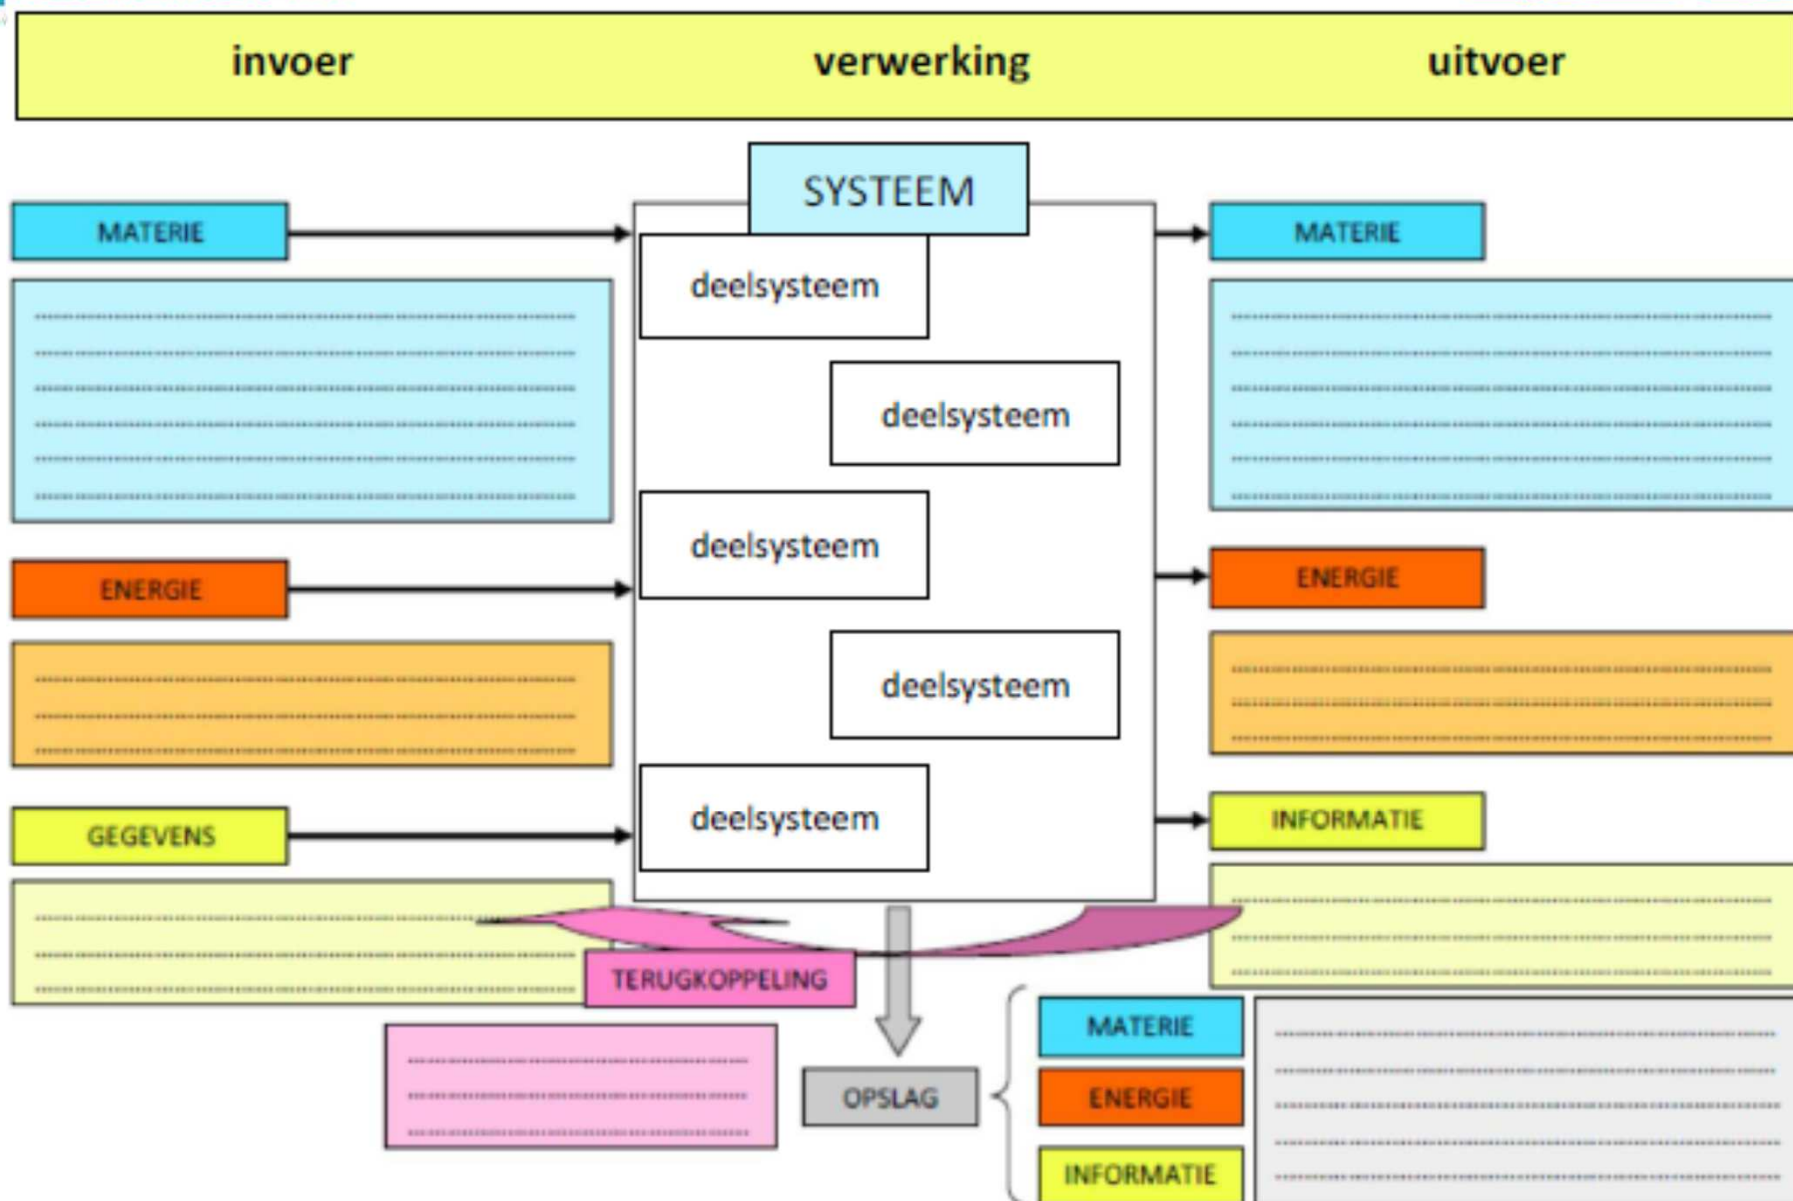 invoer verwerking uitvoer
SYSTEEM
MATERIE
MATERIE
deelsysteem
deelsysteem
deelsysteem
ENERGIE
ENERGIE
deelsysteem
deelsysteem
GEGEVENS
INFORMATIE
TERUGKOPPELING
OPSLAG
MATERIE
ENERGIE
INFORMATIE